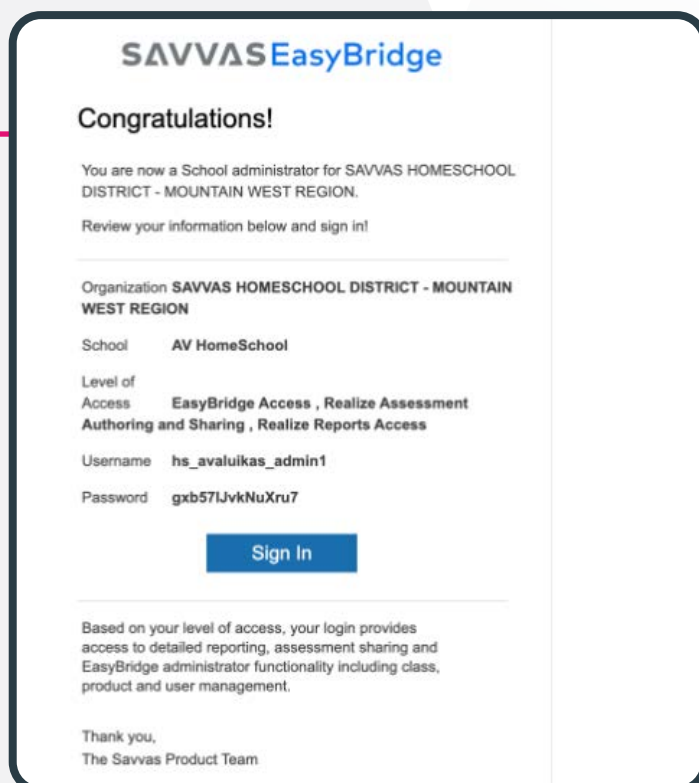 SAVVAS EasyBridge
Congratulations!
You are now a School administrator for SAVVAS HOMESCHOOL
DISTRICT - MOUNTAIN WEST REGION.
Review your information below and sign in!
Organization SAVVAS HOMESCHOOL DISTRICT - MOUNTAIN
WEST REGION
School AV HomeSchool
Level of
Access EasyBridge Access , Realize Assessment
Authoring and Sharing , Realize Reports Access
Username hs_avaluikas_admin1
Password gxb57lJvkNuXru7
Sign In
Based on your level of access, your login provides
access to detailed reporting, assessment sharing and
EasyBridge administrator functionality including class,
product and user management.
Thank you,
The Savvas Product Team